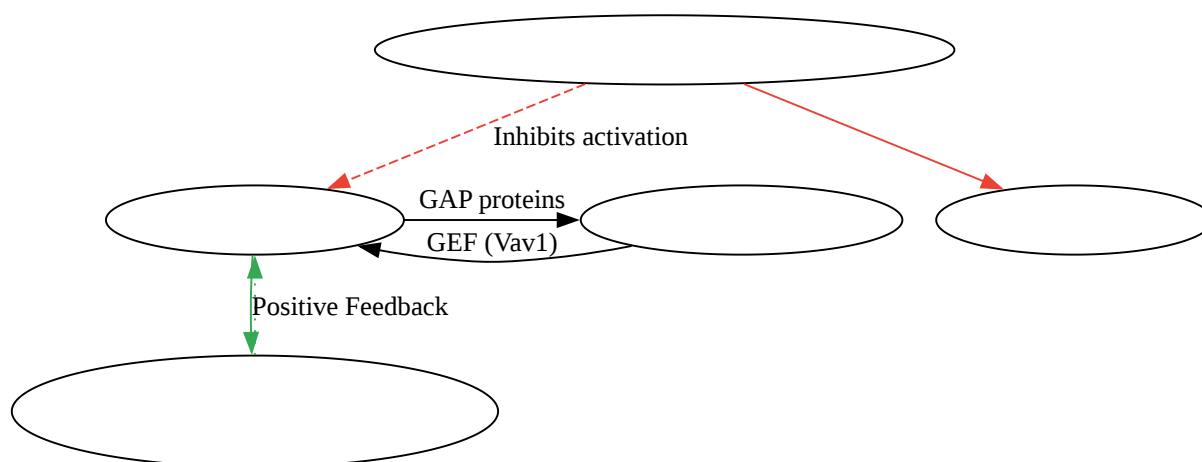 Inhibits activation
GAP proteins
GEF (Vav1)
Positive Feedback